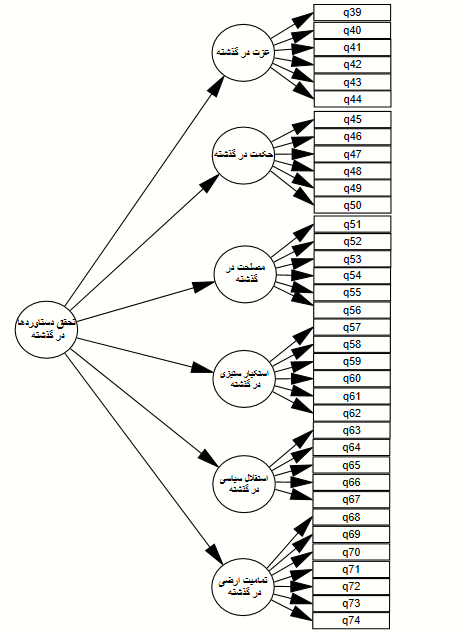 q39
q40
q41
q42
q43
q44
عزت در گذشته
q45
q46
q47
q48
q49
q50
حکمت در گذشته
q51
q52
q53
q54
q55
q56
مصلحت در
گذشته
تحقق دستاوردها
در گذشته
q57
q58
q59
q60
q61
q62
استکبار ستیزی
در گذشته
q63
q64
q65
q66
q67
استقلال سیاسی
در گذشته
q68
q69
q70
q71
q72
q73
q74
تمامیت ارضی
در گذشته